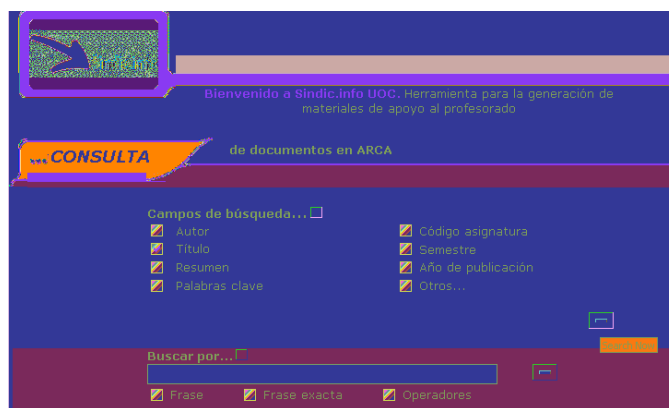 Bienvenido a Sindic.info UOC. Herramienta para la generación de
materiales de apoyo al profesorado
...CONSULTA
de documentos en ARCA
Campos de búsqueda...
Autor
Código asignatura
Título
Semestre
Resumen
Año de publicación
Palabras clave
Otros...
Buscar por...
Frase
Frase exacta
Operadores